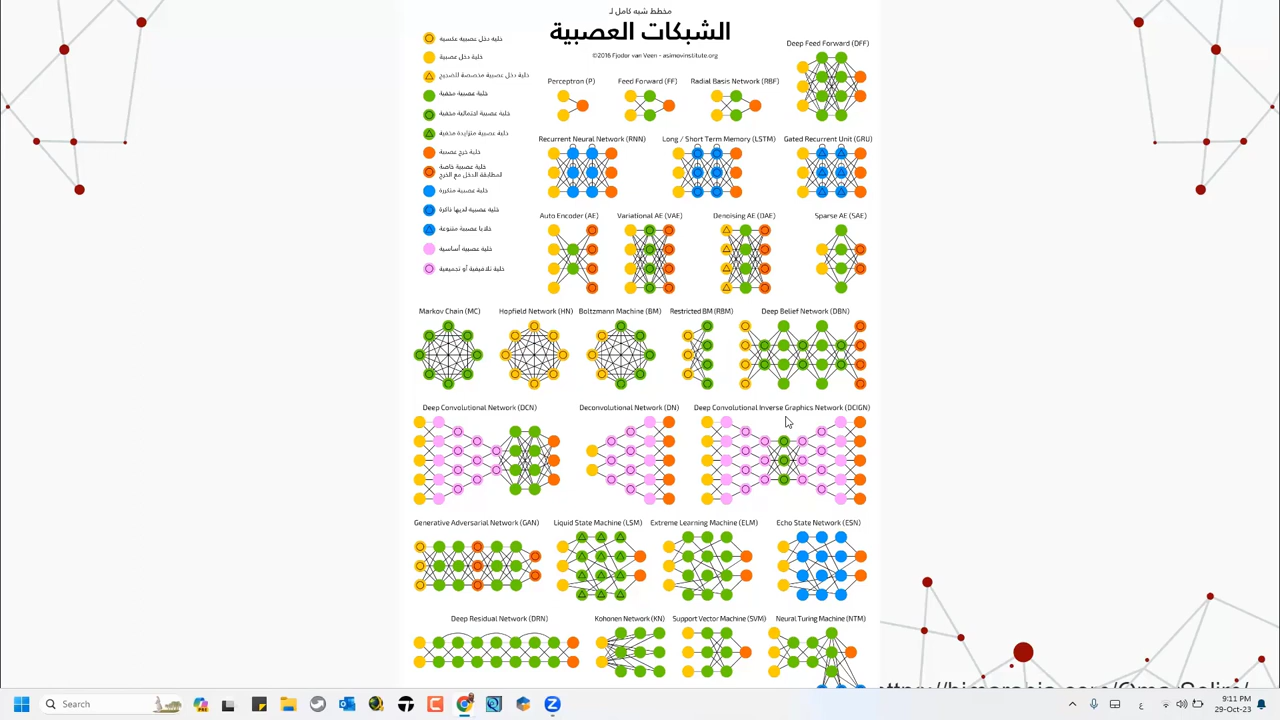 مخطط شبه كامل لـ
الشبكات العصبية
©2016 Fjodor van Veen - asimovinstitute.org
خلية دخل عصبية عكسية
خلية دخل عصبية
خلية دخل عصبية مخصصة للضجيج
خلية عصبية مخفية
خلية عصبية احتمالية مخفية
خلية عصبية متزايدة مخفية
خلية خرج عصبية
خلية عصبية خاصة
لمطابقة الدخل مع الخرج
خلية عصبية متكررة
خلية عصبية لديها ذاكرة
خلايا عصبية متنوعة
خلية عصبية أساسية
خلية تلافيفية أو تجميعية
Deep Feed Forward (DFF)
Perceptron (P)
Feed Forward (FF)
Radial Basis Network (RBF)
Recurrent Neural Network (RNN)
Long / Short Term Memory (LSTM)
Gated Recurrent Unit (GRU)
Auto Encoder (AE)
Variational AE (VAE)
Denoising AE (DAE)
Sparse AE (SAE)
Markov Chain (MC)
Hopfield Network (HN)
Boltzmann Machine (BM)
Restricted BM (RBM)
Deep Belief Network (DBN)
Deep Convolutional Network (DCN)
Deconvolutional Network (DN)
Deep Convolutional Inverse Graphics Network (DCIGN)
Generative Adversarial Network (GAN)
Liquid State Machine (LSM)
Extreme Learning Machine (ELM)
Echo State Network (ESN)
Deep Residual Network (DRN)
Kohonen Network (KN)
Support Vector Machine (SVM)
Neural Turing Machine (NTM)
Search
9:11 PM
29-Oct-23